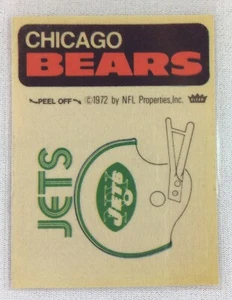 CHICAGO
BEARS
PEEL OFF ©1972 by NFL Properties, Inc. FLEER
JETS
JETS